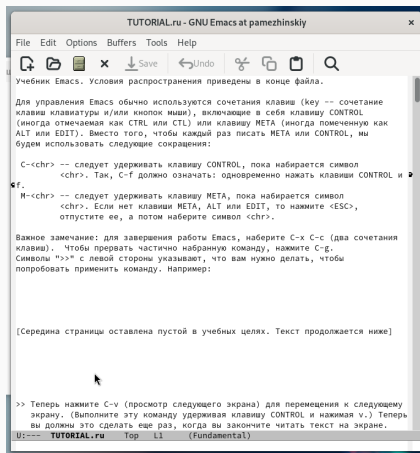 TUTORIAL.ru - GNU Emacs at pamezhinskiy
File Edit Options Buffers Tools Help
Save Undo
Учебник Emacs. Условия распространения приведены в конце файла.
Для управления Emacs обычно используются сочетания клавиш (key -- сочетание
клавиш клавиатуры и/или кнопок мыши), включающие в себя клавишу CONTROL
(иногда отмечаемая как CTRL или CTL) или клавишу META (иногда помеченную как
ALT или EDIT). Вместо того, чтобы каждый раз писать META или CONTROL, мы
будем использовать следующие сокращения:
C-<chr> -- следует удерживать клавишу CONTROL, пока набирается символ
<chr>. Так, C-f должно означать: одновременно нажать клавиши CONTROL и
f.
M-<chr> -- следует удерживать клавишу META, пока набирается символ
<chr>. Если нет клавиши META, ALT или EDIT, то нажмите <ESC>,
отпустите ее, а потом наберите символ <chr>.
Важное замечание: для завершения работы Emacs, наберите C-x C-c (два сочетания
клавиш). Чтобы прервать частично набранную команду, нажмите C-g.
Символы ">>" с левой стороны указывают, что вам нужно делать, чтобы
попробовать применить команду. Например:
[Середина страницы оставлена пустой в учебных целях. Текст продолжается ниже]
>> Теперь нажмите C-v (просмотр следующего экрана) для перемещения к следующему
экрану. (Выполните эту команду удерживая клавишу CONTROL и нажимая v.) Теперь
вы должны это сделать еще раз, когда вы закончите читать текст на экране.
U:--- TUTORIAL.ru Top L1 (Fundamental)